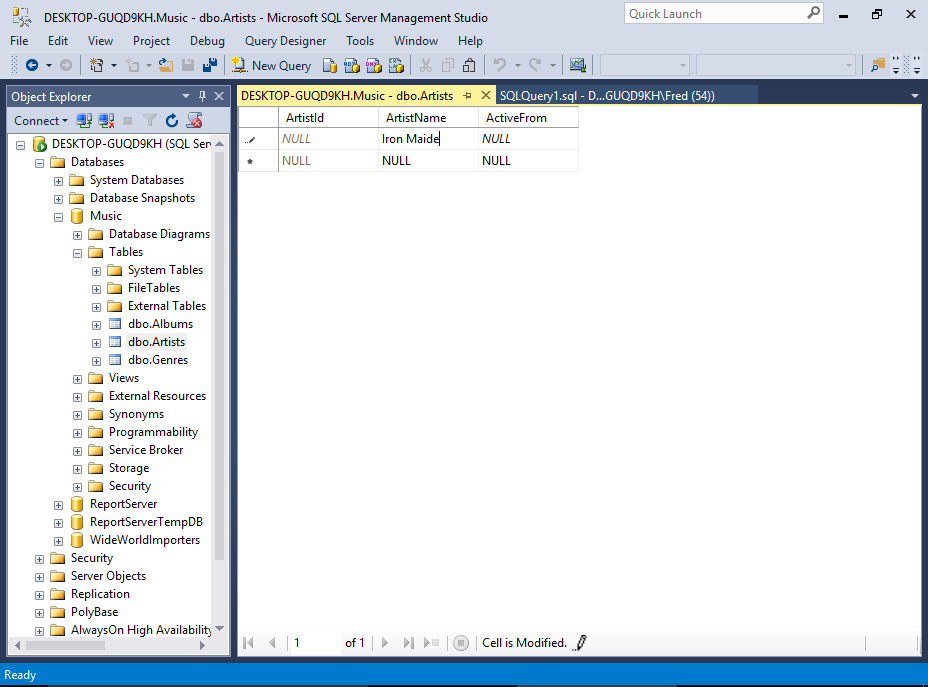 DESKTOP-GUQD9KH.Music - dbo.Artists - Microsoft SQL Server Management Studio
Quick Launch
File Edit View Project Debug Query Designer Tools Window Help
New Query
Object Explorer
DESKTOP-GUQD9KH.Music - dbo.Artists
SQLQuery1.sql - D...GUQD9KH\Fred (54))
Connect
ArtistId ArtistName ActiveFrom
NULL Iron Maide NULL
NULL NULL NULL
DESKTOP-GUQD9KH (SQL Ser
Databases
System Databases
Database Snapshots
Music
Database Diagrams
Tables
System Tables
FileTables
External Tables
dbo.Albums
dbo.Artists
dbo.Genres
Views
External Resources
Synonyms
Programmability
Service Broker
Storage
Security
ReportServer
ReportServerTempDB
WideWorldImporters
Security
Server Objects
Replication
PolyBase
AlwaysOn High Availability
1 of 1 Cell is Modified.
Ready